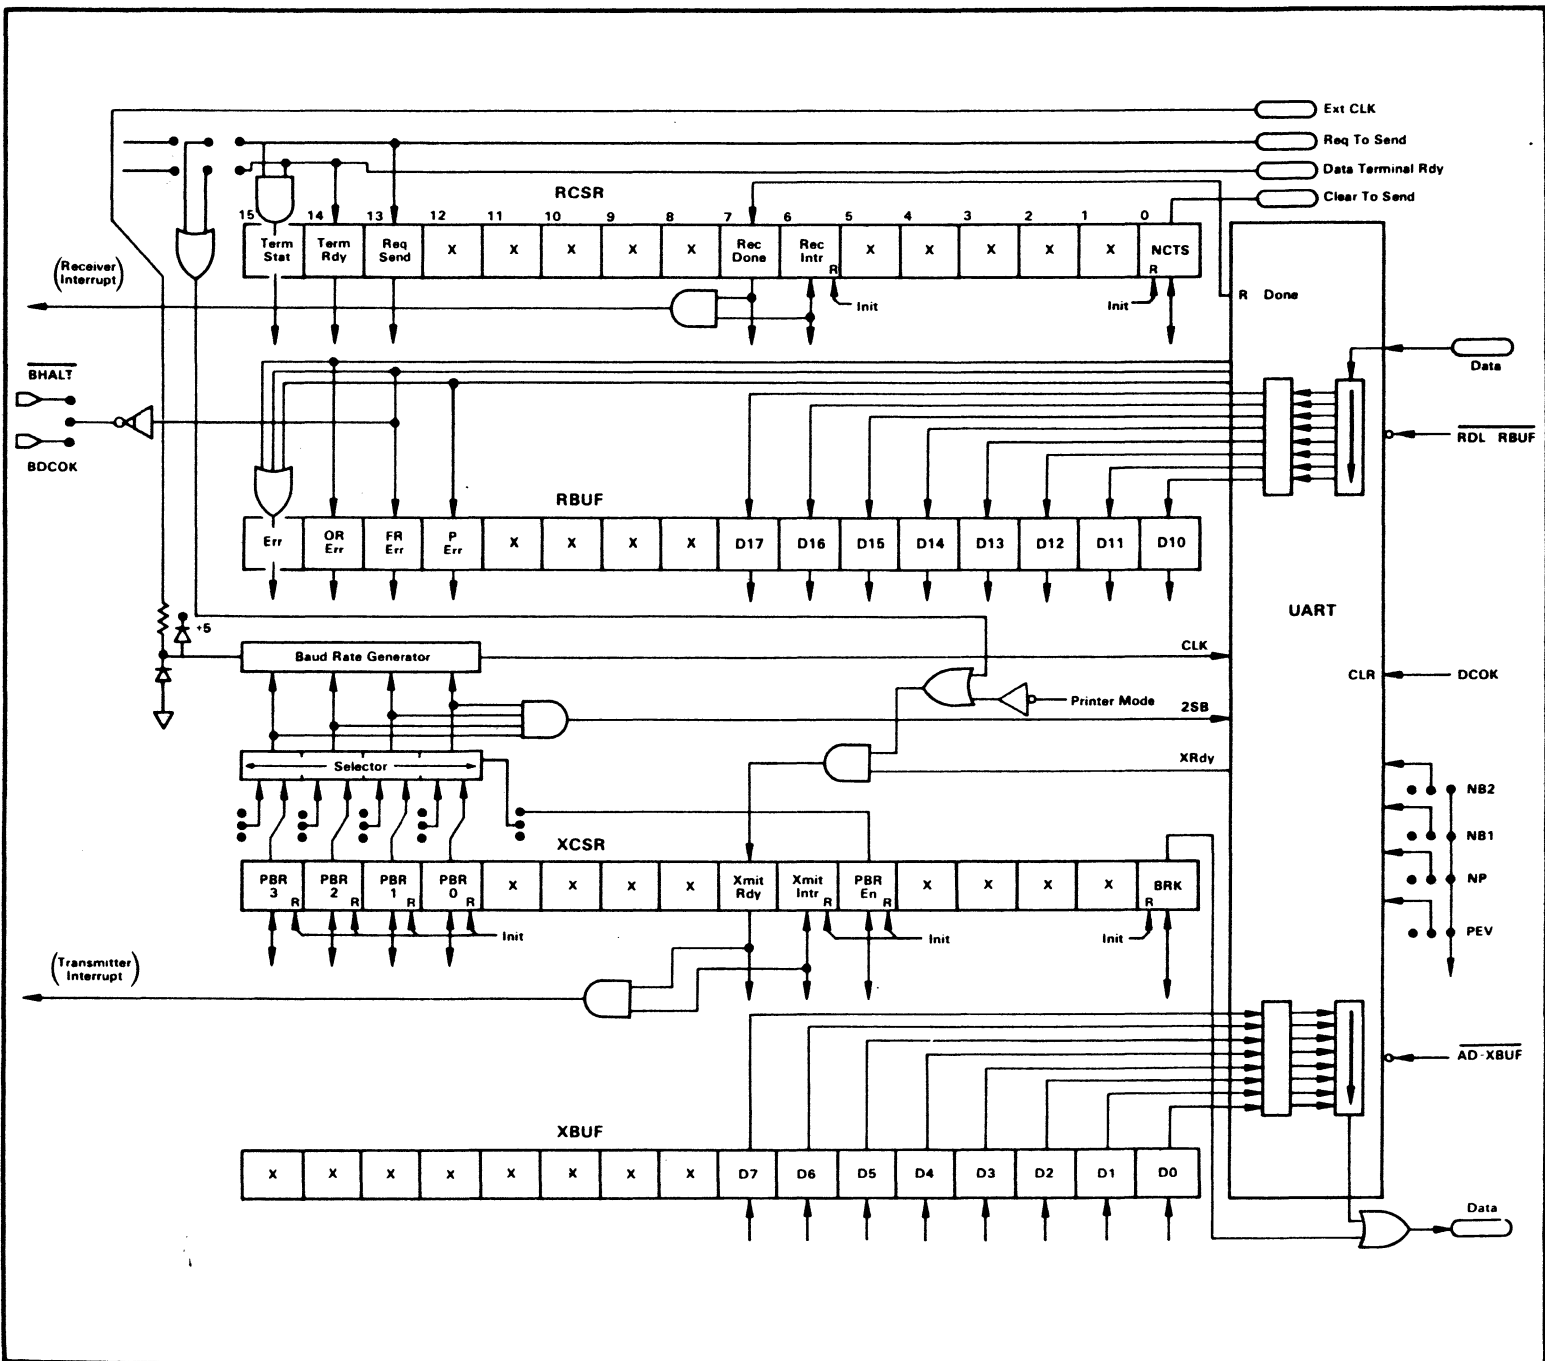 Ext CLK
Req To Send
Data Terminal Rdy
Clear To Send
RCSR
15 14 13 12 11 10 9 8 7 6 5 4 3 2 1 0
Term Stat
Term Rdy
Req Send
X X X X X
Rec Done
Rec Intr R
X X X X X
NCTS R
(Receiver Interrupt)
Init
Init
R Done
BHALT
BDCOK
Data
RDL RBUF
RBUF
Err
OR Err
FR Err
P Err
X X X X
D17 D16 D15 D14 D13 D12 D11 D10
UART
+5
Baud Rate Generator
CLK
CLR
DCOK
Printer Mode
2SB
Selector
XRdy
NB2
NB1
NP
PEV
XCSR
PBR 3 R
PBR 2 R
PBR 1 R
PBR 0 R
X X X X
Xmit Rdy
Xmit Intr R
PBR En R
X X X X
BRK R
Init
Init
Init
(Transmitter Interrupt)
AD-XBUF
XBUF
X X X X X X X X
D7 D6 D5 D4 D3 D2 D1 D0
Data